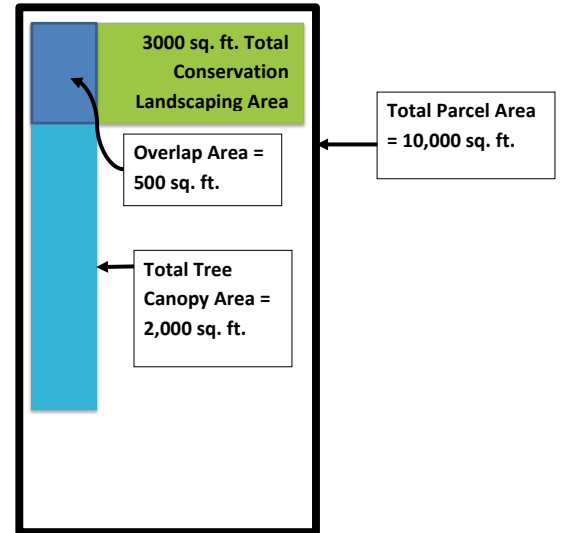 3000 sq. ft. Total
Conservation
Landscaping Area
Total Parcel Area
= 10,000 sq. ft.
Overlap Area =
500 sq. ft.
Total Tree
Canopy Area =
2,000 sq. ft.